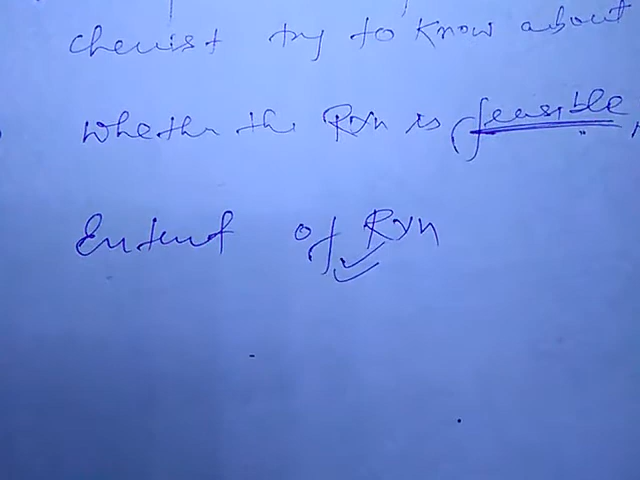 chemist try to know about
whether the Rxn is feasible,
Extent of Rxn